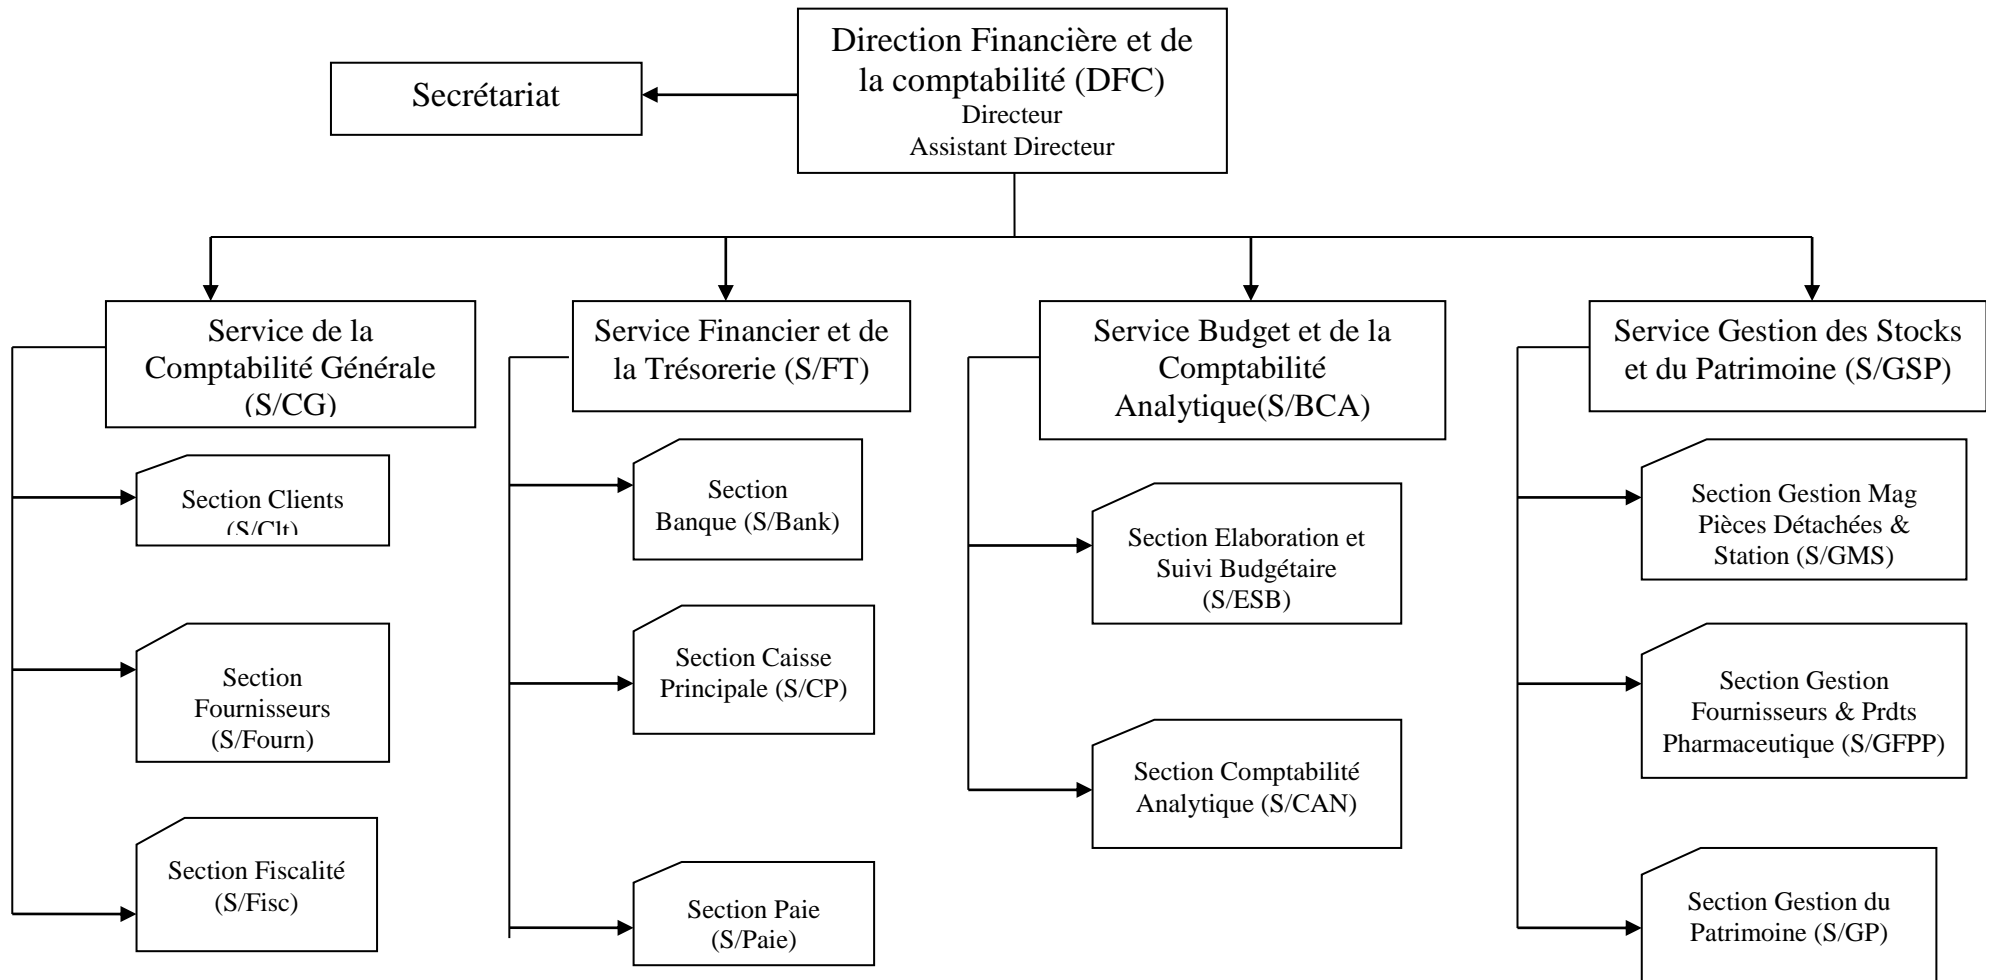 Direction Financière et de
la comptabilité (DFC)
Directeur
Assistant Directeur
Secrétariat
Service de la
Comptabilité Générale
(S/CG)
Service Financier et de
la Trésorerie (S/FT)
Service Budget et de la
Comptabilité
Analytique(S/BCA)
Service Gestion des Stocks
et du Patrimoine (S/GSP)
Section Clients
(S/Clt)
Section
Fournisseurs
(S/Fourn)
Section Fiscalité
(S/Fisc)
Section
Banque (S/Bank)
Section Caisse
Principale (S/CP)
Section Paie
(S/Paie)
Section Elaboration et
Suivi Budgétaire
(S/ESB)
Section Comptabilité
Analytique (S/CAN)
Section Gestion Mag
Pièces Détachées &
Station (S/GMS)
Section Gestion
Fournisseurs & Prdts
Pharmaceutique (S/GFPP)
Section Gestion du
Patrimoine (S/GP)